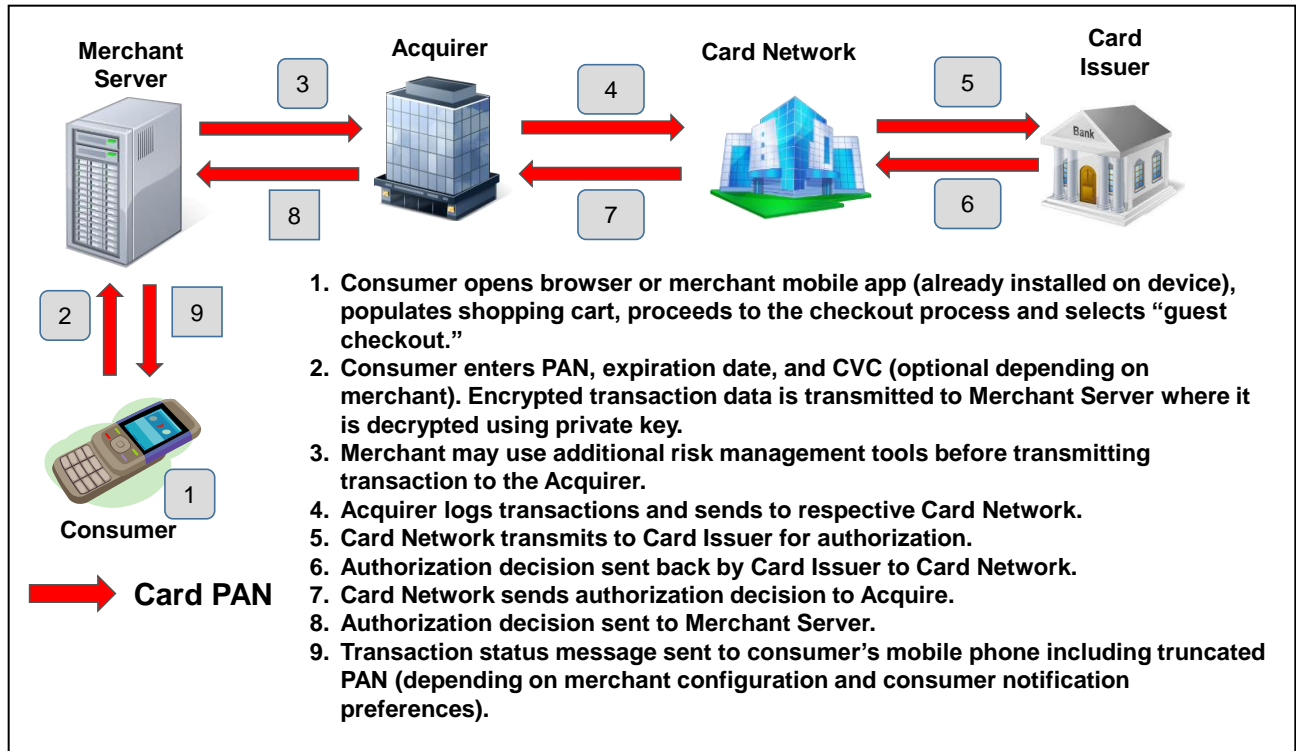 Merchant
Server
Acquirer
Card Network
Card
Issuer
3
4
5
Bank
8
7
6
2
9
1
Consumer
Card PAN
1. Consumer opens browser or merchant mobile app (already installed on device),
populates shopping cart, proceeds to the checkout process and selects “guest
checkout.”
2. Consumer enters PAN, expiration date, and CVC (optional depending on
merchant). Encrypted transaction data is transmitted to Merchant Server where it
is decrypted using private key.
3. Merchant may use additional risk management tools before transmitting
transaction to the Acquirer.
4. Acquirer logs transactions and sends to respective Card Network.
5. Card Network transmits to Card Issuer for authorization.
6. Authorization decision sent back by Card Issuer to Card Network.
7. Card Network sends authorization decision to Acquire.
8. Authorization decision sent to Merchant Server.
9. Transaction status message sent to consumer’s mobile phone including truncated
PAN (depending on merchant configuration and consumer notification
preferences).